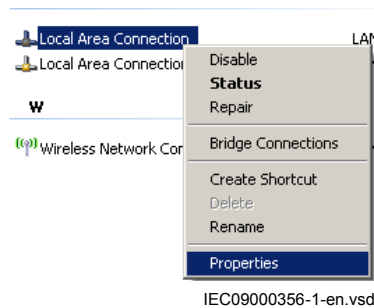 Local Area Connection LAN
Local Area Connection
Disable
Status
Repair
W
Bridge Connections
Wireless Network Con
Create Shortcut
Delete
Rename
Properties
IEC09000356-1-en.vsd